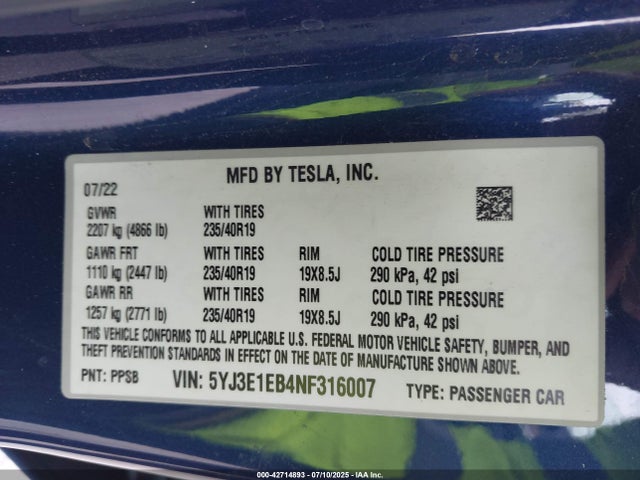 MFD BY TESLA, INC.
07/22
GVWR WITH TIRES
2207 kg (4866 lb) 235/40R19
GAWR FRT WITH TIRES RIM COLD TIRE PRESSURE
1110 kg (2447 lb) 235/40R19 19X8.5J 290 kPa, 42 psi
GAWR RR WITH TIRES RIM COLD TIRE PRESSURE
1257 kg (2771 lb) 235/40R19 19X8.5J 290 kPa, 42 psi
THIS VEHICLE CONFORMS TO ALL APPLICABLE U.S. FEDERAL MOTOR VEHICLE SAFETY, BUMPER, AND
THEFT PREVENTION STANDARDS IN EFFECT ON THE DATE OF MANUFACTURE SHOWN ABOVE.
PNT: PPSB VIN: 5YJ3E1EB4NF316007 TYPE: PASSENGER CAR
000-42714893 - 07/10/2025 - IAA Inc.